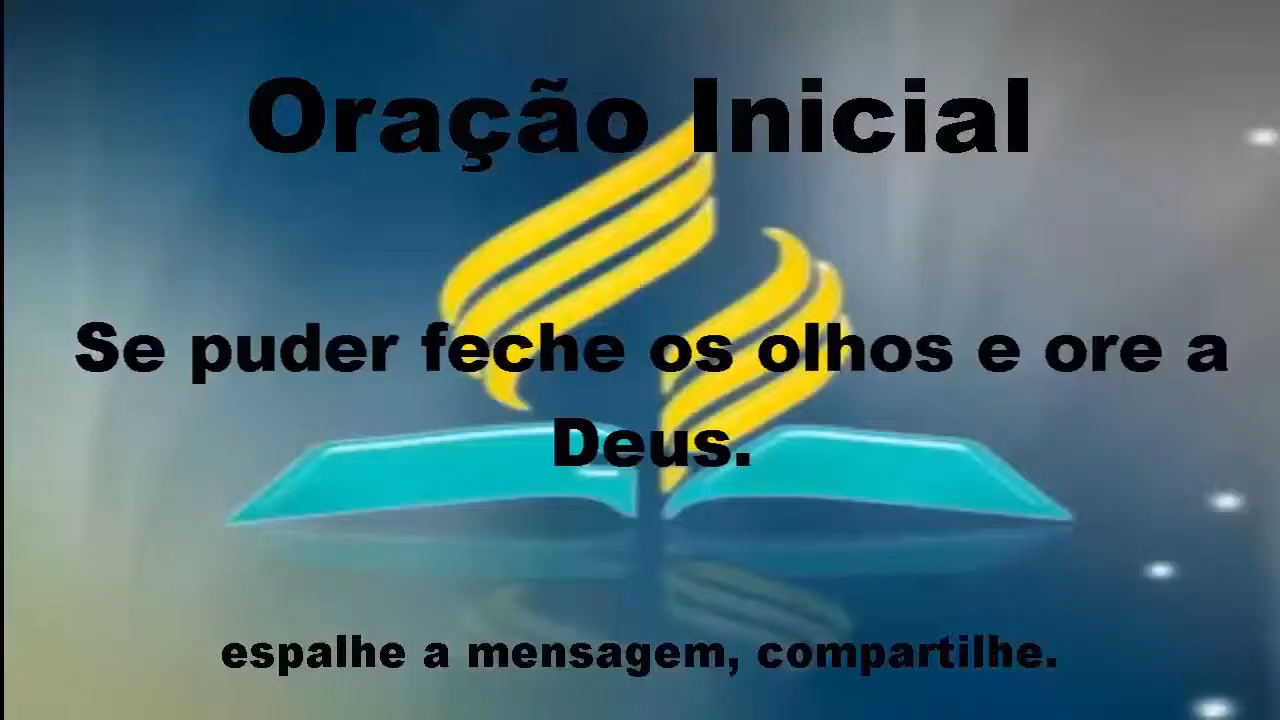 Oração Inicial
Se puder feche os olhos e ore a
Deus.
espalhe a mensagem, compartilhe.